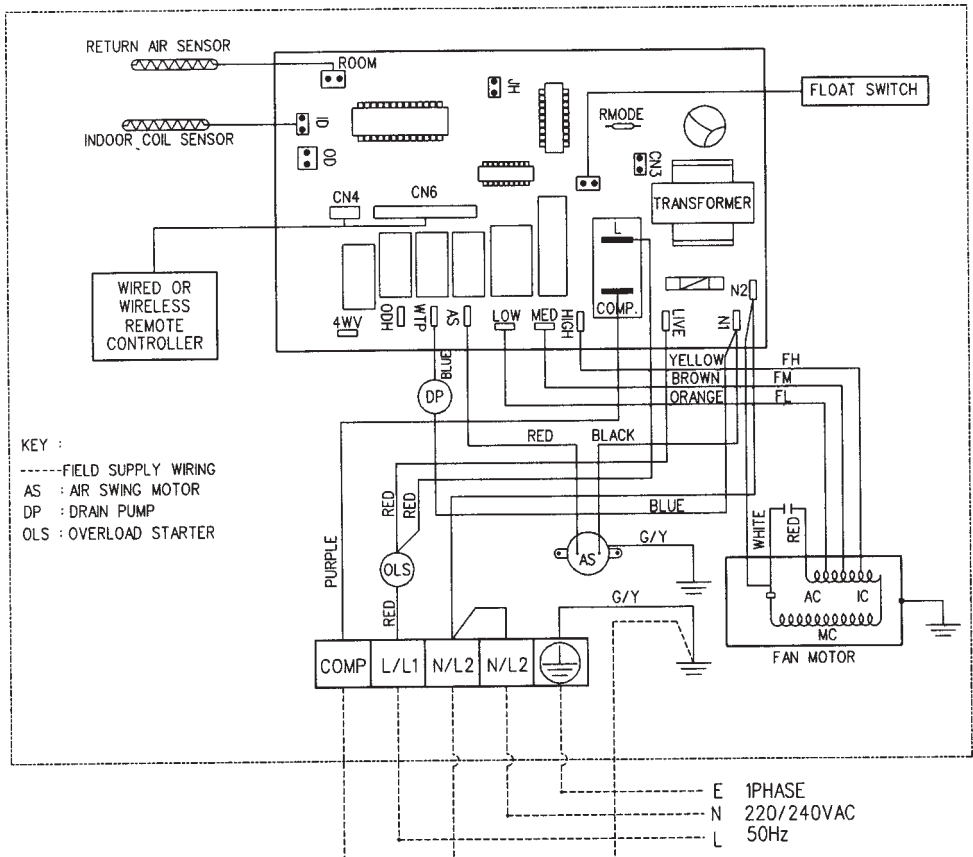 RETURN AIR SENSOR
ROOM
JH
FLOAT SWITCH
RMODE
ID
INDOOR COIL SENSOR
OD
CN3
CN4
CN6
TRANSFORMER
L
WIRED OR
WIRELESS
REMOTE
CONTROLLER
4WV
ODH
WTP
AS
LOW
MED
HIGH
COMP.
LIVE
N1
N2
BLUE
YELLOW FH
BROWN FM
ORANGE FL
DP
RED
BLACK
KEY :
------FIELD SUPPLY WIRING
AS : AIR SWING MOTOR
DP : DRAIN PUMP
OLS : OVERLOAD STARTER
RED
RED
BLUE
WHITE
RED
G/Y
AS
PURPLE
OLS
RED
G/Y
AC
IC
MC
FAN MOTOR
COMP
L/L1
N/L2
N/L2
E 1PHASE
N 220/240VAC
L 50Hz